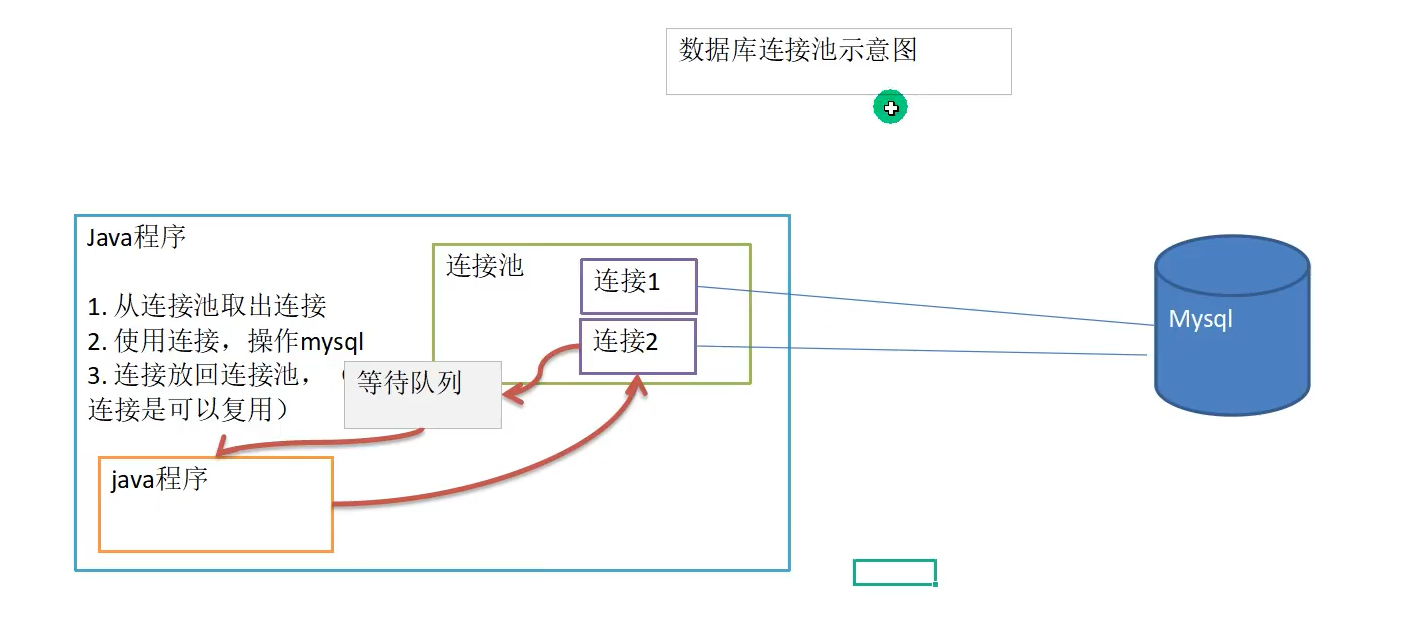 数据库连接池示意图
Java程序
1. 从连接池取出连接
2. 使用连接，操作mysql
3. 连接放回连接池，（
连接是可以复用）
连接池
连接1
连接2
等待队列
java程序
Mysql